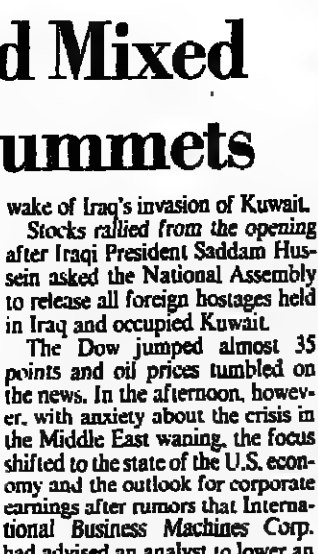 d Mixed
ummets
wake of Iraq's invasion of Kuwait.
Stocks rallied from the opening
after Iraqi President Saddam Hus-
sein asked the National Assembly
to release all foreign hostages held
in Iraq and occupied Kuwait.
The Dow jumped almost 35
points and oil prices tumbled on
the news. In the afternoon, howev-
er, with anxiety about the crisis in
the Middle East waning, the focus
shifted to the state of the U.S. econ-
omy and the outlook for corporate
earnings after rumors that Interna-
tional Business Machines Corp.
had advised an analyst to lower an